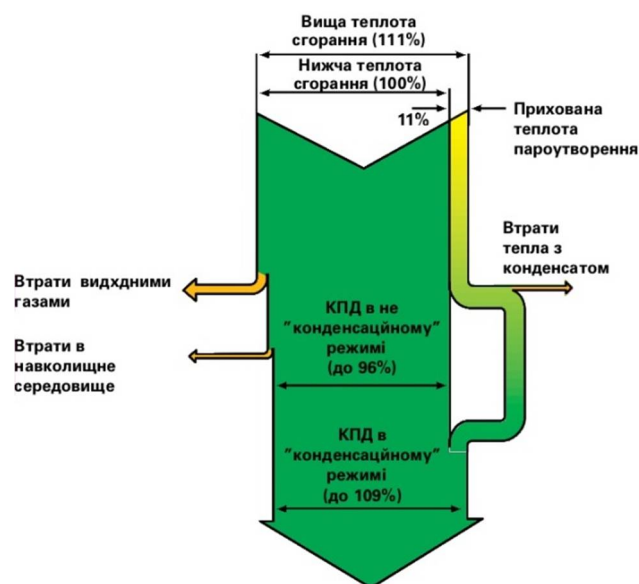 Вища теплота
сгорання (111%)
Нижча теплота
сгорання (100%)
11%
Прихована
теплота
пароутворення
Втрати
тепла з
конденсатом
Втрати видхдними
газами
КПД в не
”конденсаційному”
режимі
(до 96%)
Втрати в
навколищне
середовище
КПД в
”конденсаційному”
режимі
(до 109%)